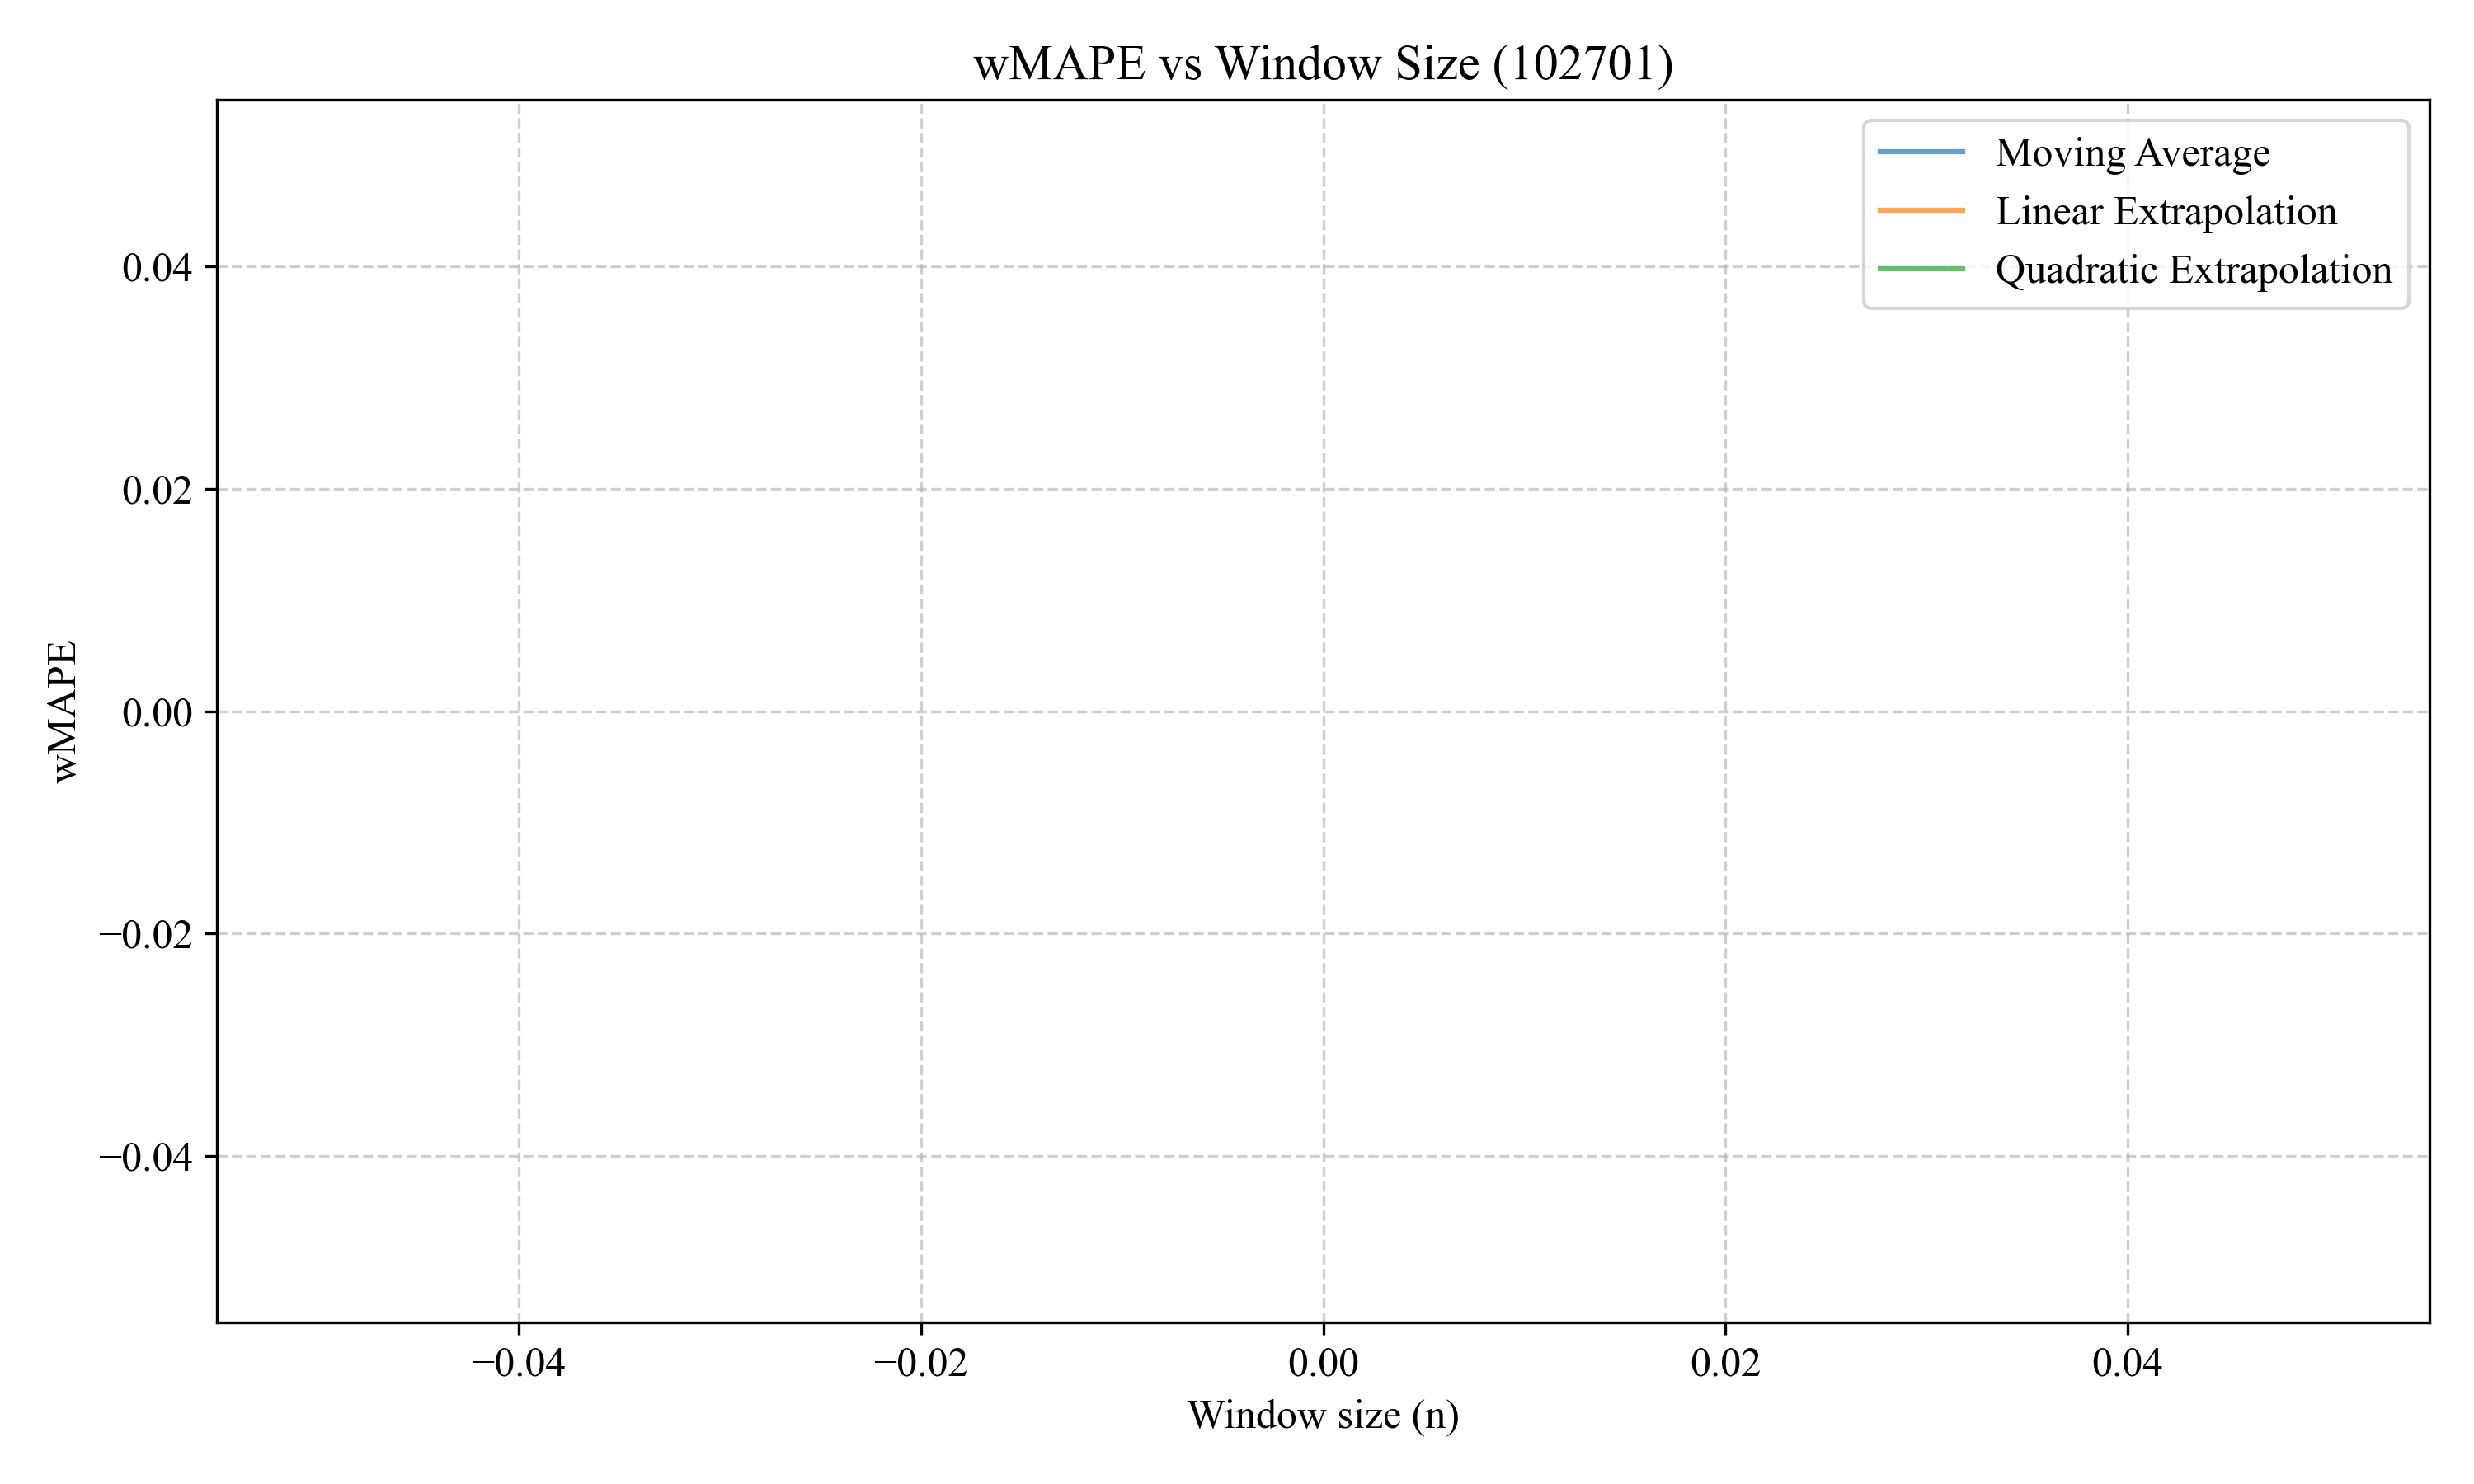 wMAPE vs Window Size (102701)
Moving Average
Linear Extrapolation
Quadratic Extrapolation
wMAPE
0.04
0.02
0.00
−0.02
−0.04
−0.04 −0.02 0.00 0.02 0.04
Window size (n)